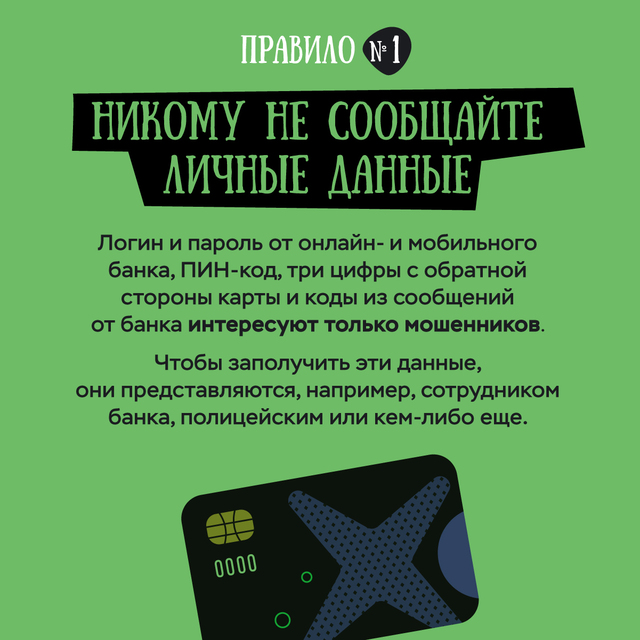 ПРАВИЛО № 1
НИКОМУ НЕ СООБЩАЙТЕ
ЛИЧНЫЕ ДАННЫЕ
Логин и пароль от онлайн- и мобильного
банка, ПИН-код, три цифры с обратной
стороны карты и коды из сообщений
от банка интересуют только мошенников.
Чтобы заполучить эти данные,
они представляются, например, сотрудником
банка, полицейским или кем-либо еще.
0000